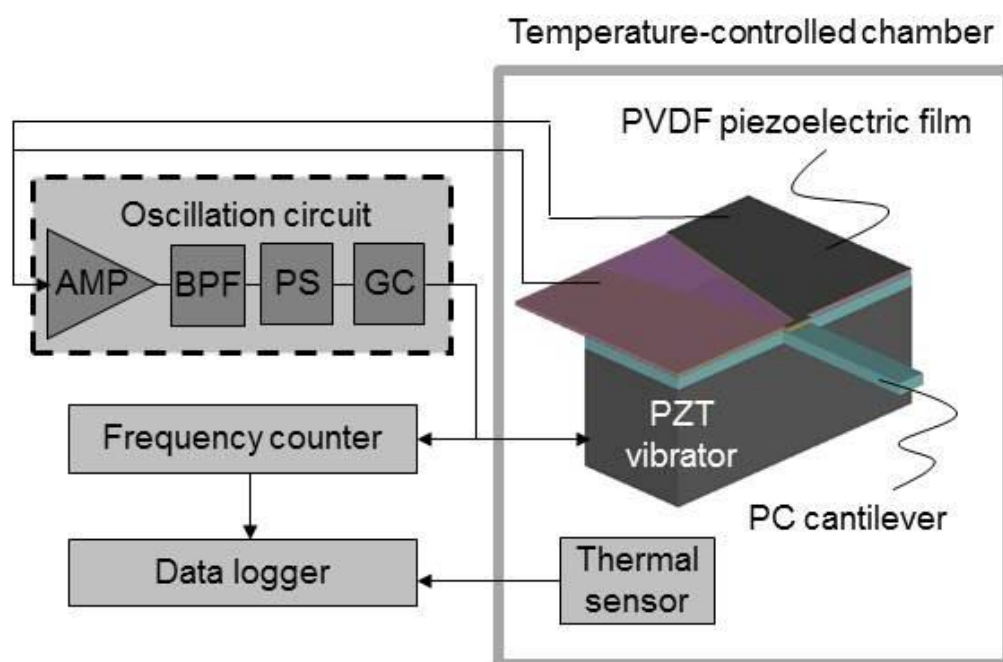 Temperature-controlled chamber
PVDF piezoelectric film
Oscillation circuit
AMP
BPF
PS
GC
PZT
vibrator
Frequency counter
PC cantilever
Data logger
Thermal
sensor